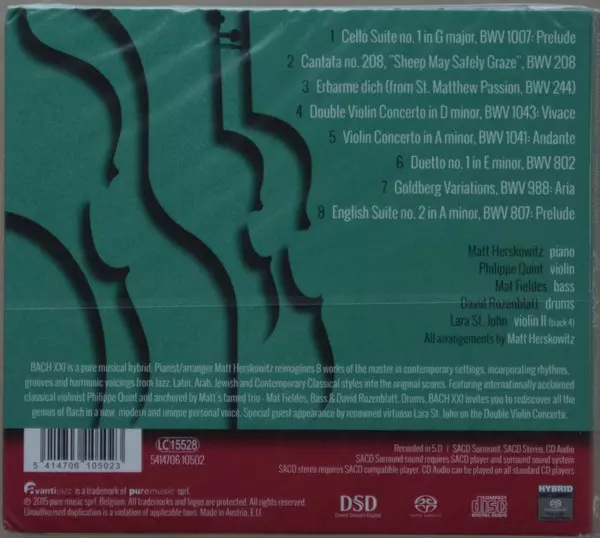 1 Cello Suite no. 1 in G major, BWV 1007: Prelude
2 Cantata no. 208, "Sheep May Safely Graze", BWV 208
3 Erbarme dich (from St. Matthew Passion, BWV 244)
4 Double Violin Concerto in D minor, BWV 1043: Vivace
5 Violin Concerto in A minor, BWV 1041: Andante
6 Duetto no. 1 in E minor, BWV 802
7 Goldberg Variations, BWV 988: Aria
8 English Suite no. 2 in A minor, BWV 807: Prelude
Matt Herskowitz piano
Philippe Quint violin
Mat Fieldes bass
David Rozenblatt drums
Lara St. John violin II (track 4)
All arrangements by Matt Herskowitz
BACH XXI is a pure musical hybrid. Pianist/arranger Matt Herskowitz reimagines 8 works of the master in contemporary settings, incorporating rhythms,
grooves and harmonic voicings from Jazz, Latin, Arab, Jewish and Contemporary Classical styles into the original scores. Featuring internationally acclaimed
classical violinist Philippe Quint and anchored by Matt's famed trio - Mat Fieldes, Bass & David Rozenblatt, Drums, BACH XXI invites you to rediscover all the
genius of Bach in a new, modern and unique personal voice. Special guest appearance by renowned virtuoso Lara St. John on the Double Violin Concerto.
5 414706 105023
LC 15528
5414706 10502
Recorded in 5.0 | SACD Surround, SACD Stereo, CD Audio
SACD Surround sound requires SACD player and surround sound system
SACD stereo requires SACD compatible player. CD Audio can be played on all standard CD players
avantijazz is a trademark of puremusic sprl.
© 2015 pure music sprl, Belgium. All trademarks and logos are protected. All rights reserved.
Unauthorised duplication is a violation of applicable laws. Made in Austria, E.U.
DSD
Direct Stream Digital
SUPER AUDIO CD
COMPACT
disc
DIGITAL AUDIO
HYBRID